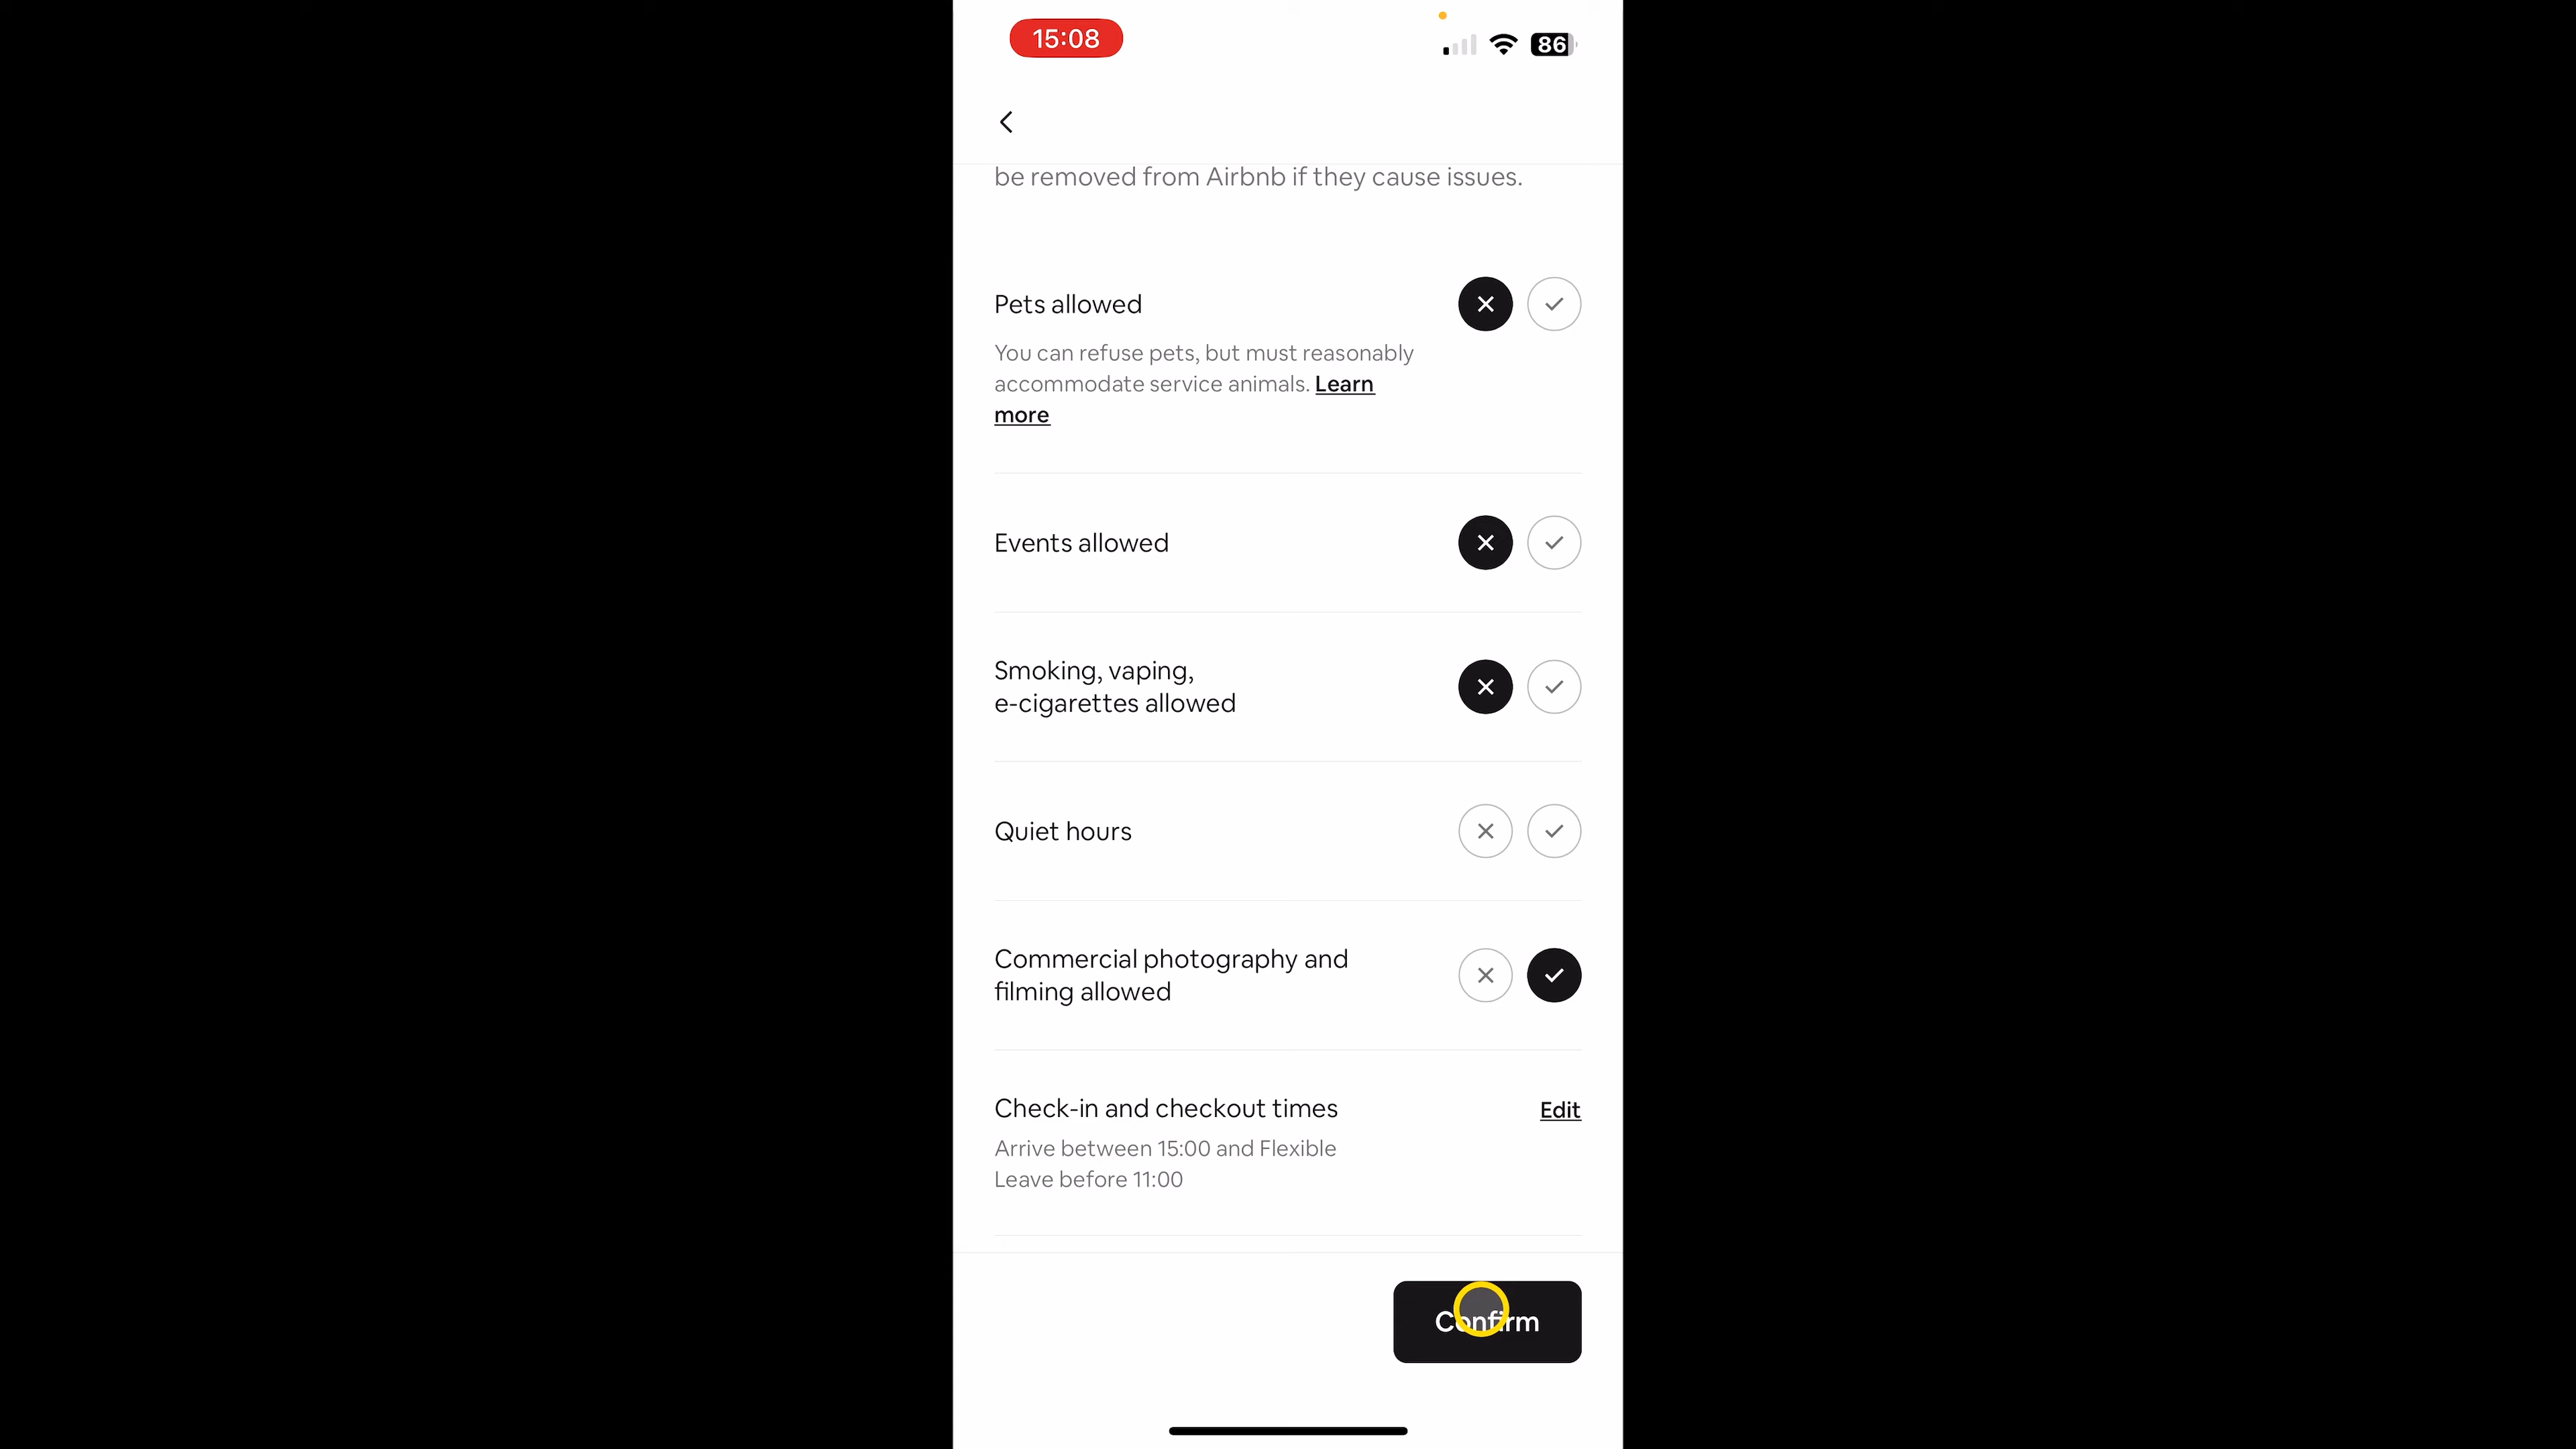 15:08
86
be removed from Airbnb if they cause issues.
Pets allowed
You can refuse pets, but must reasonably
accommodate service animals. Learn
more
Events allowed
Smoking, vaping,
e-cigarettes allowed
Quiet hours
Commercial photography and
filming allowed
Check-in and checkout times
Edit
Arrive between 15:00 and Flexible
Leave before 11:00
Confirm